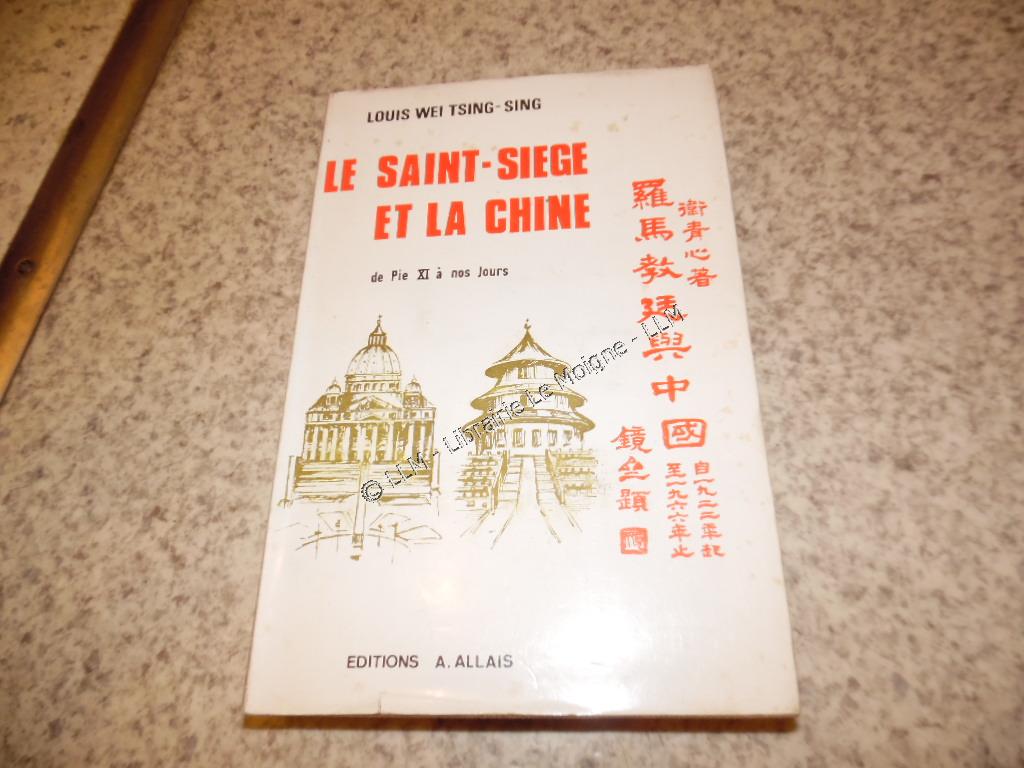 LOUIS WEI TSING-SING
LE SAINT-SIEGE
ET LA CHINE
de Pie XI à nos Jours
羅馬教廷與中國
衛青心著
自一九二二年起
至一九六六年止
© LLM - Librairie Le Moigne - LLM
EDITIONS A. ALLAIS